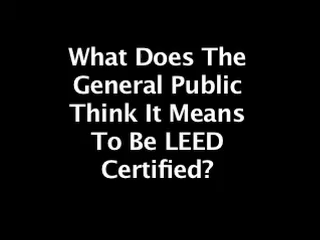 What Does The
General Public
Think It Means
To Be LEED
Certified?